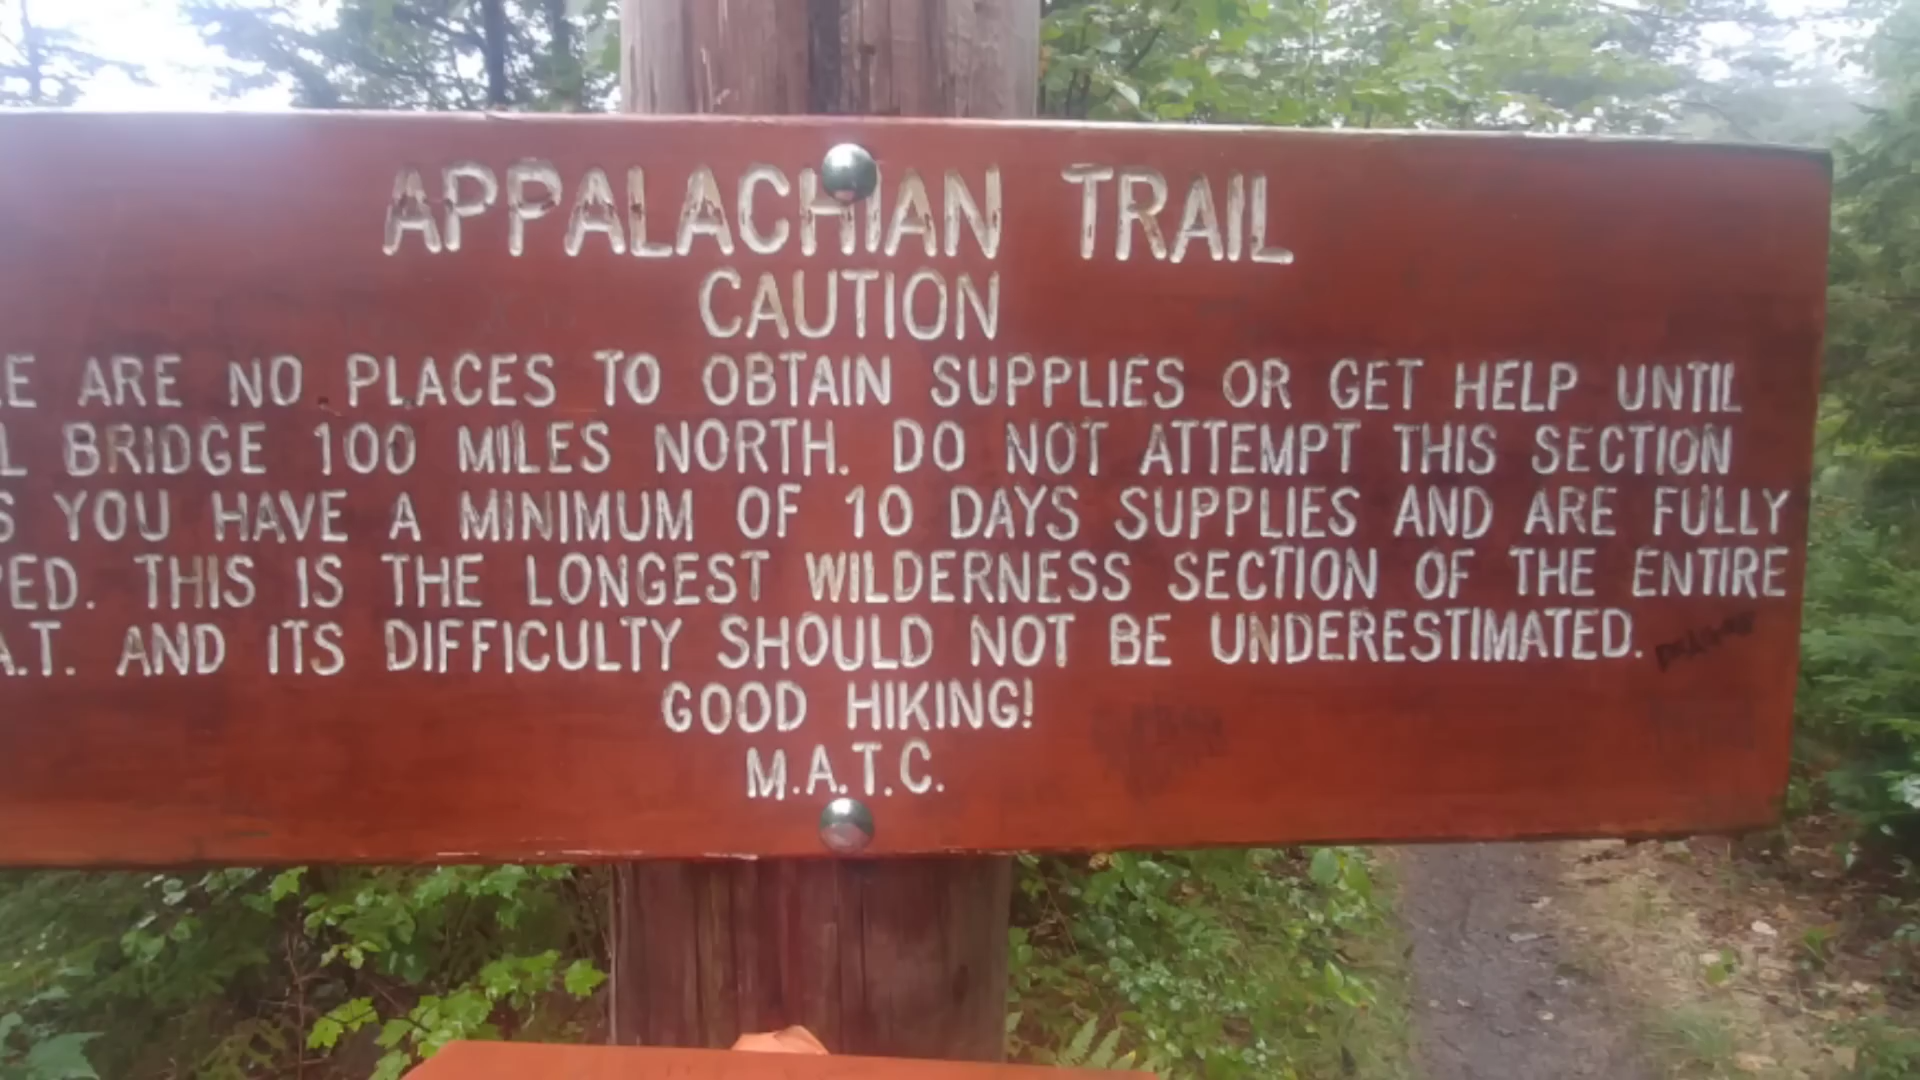 APPALACHIAN TRAIL
CAUTION
E ARE NO PLACES TO OBTAIN SUPPLIES OR GET HELP UNTIL
L BRIDGE 100 MILES NORTH. DO NOT ATTEMPT THIS SECTION
S YOU HAVE A MINIMUM OF 10 DAYS SUPPLIES AND ARE FULLY
PED. THIS IS THE LONGEST WILDERNESS SECTION OF THE ENTIRE
A.T. AND ITS DIFFICULTY SHOULD NOT BE UNDERESTIMATED.
GOOD HIKING!
M.A.T.C.